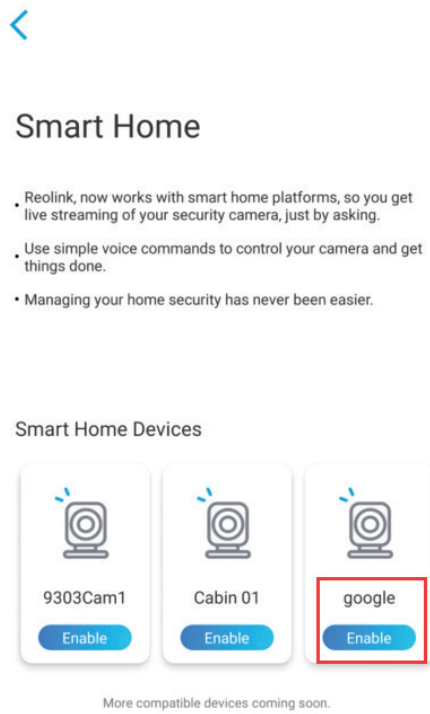 Smart Home
• Reolink, now works with smart home platforms, so you get
live streaming of your security camera, just by asking.
• Use simple voice commands to control your camera and get
things done.
• Managing your home security has never been easier.
Smart Home Devices
9303Cam1 Cabin 01 google
Enable Enable Enable
More compatible devices coming soon.